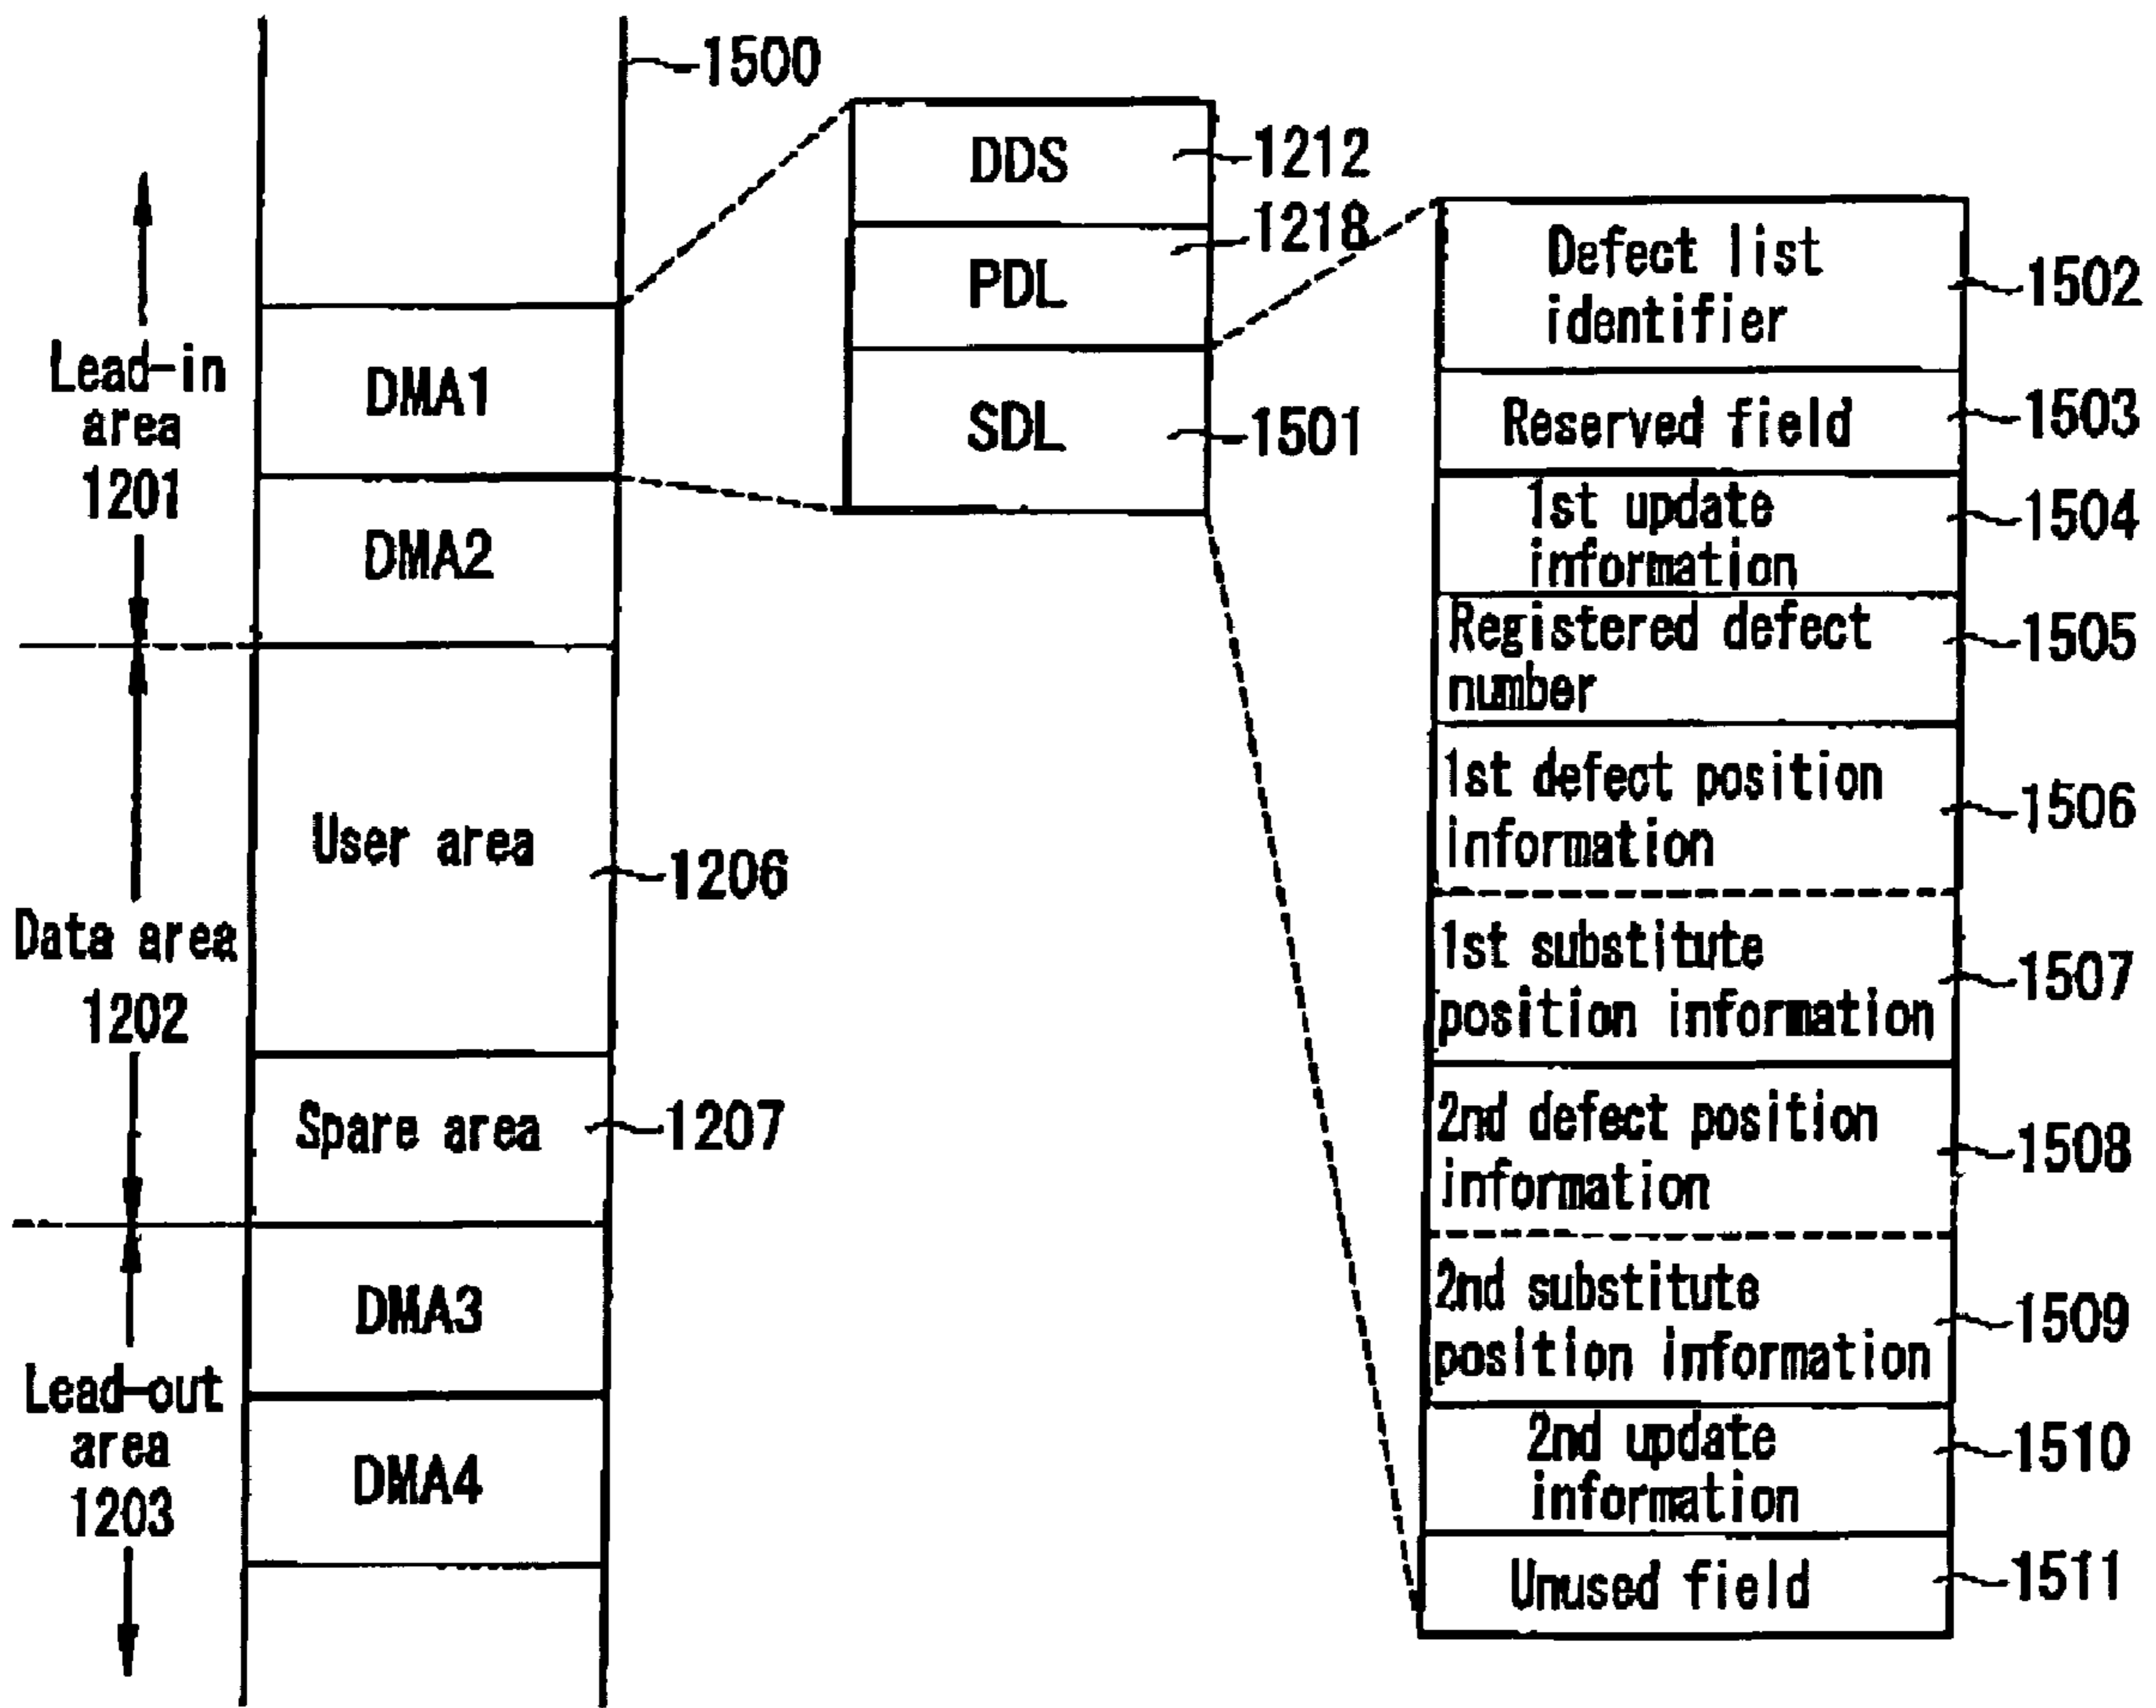 1500
Lead-in
area
1201
DMA1
DMA2
Data area
1202
User area
1206
Spare area
1207
Lead-out
area
1203
DMA3
DMA4
DDS
1212
PDL
1218
SDL
1501
Defect list
identifier
1502
Reserved field
1503
1st update
information
1504
Registered defect
number
1505
1st defect position
information
1506
1st substitute
position information
1507
2nd defect position
information
1508
2nd substitute
position information
1509
2nd update
information
1510
Unused field
1511